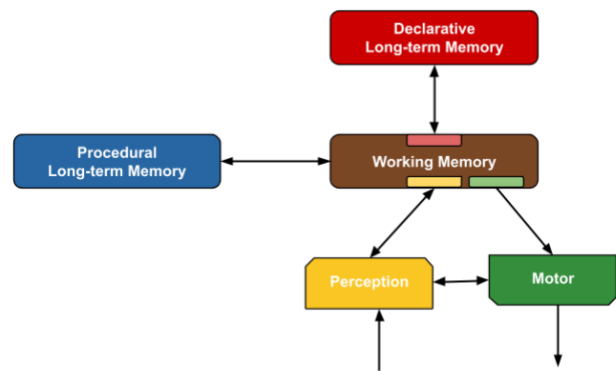 Declarative
Long-term Memory
Procedural
Long-term Memory
Working Memory
Perception
Motor